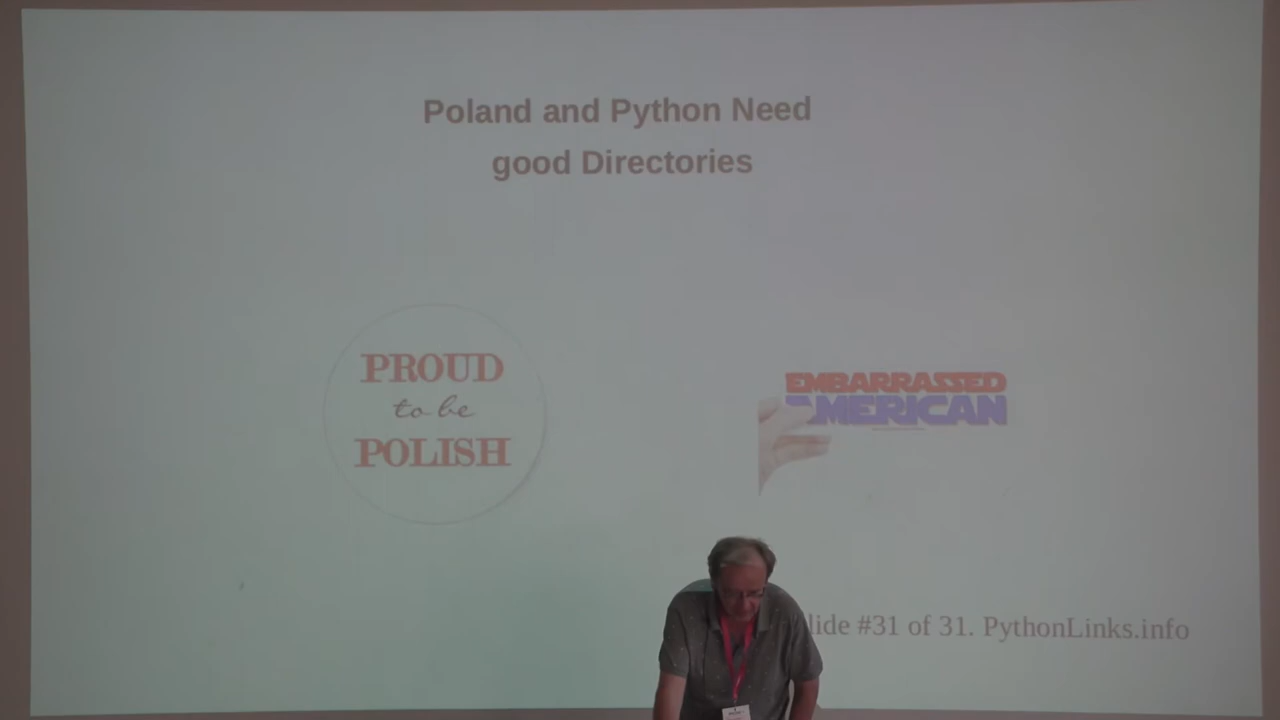 Poland and Python Need
good Directories
PROUD
to be
POLISH
EMBARRASSED
AMERICAN
lide #31 of 31. PythonLinks.info